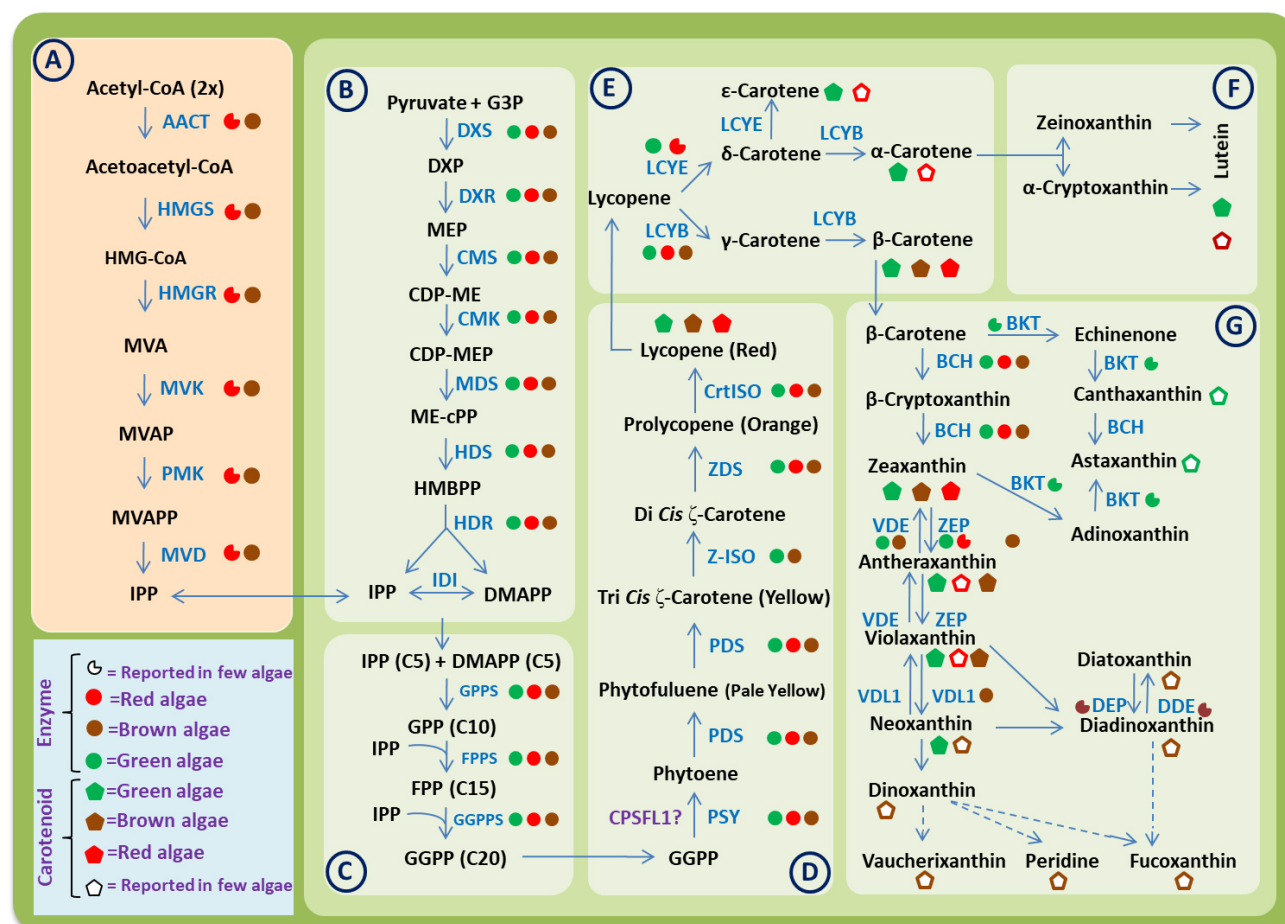 A
Acetyl-CoA (2x)
AACT
Acetoacetyl-CoA
HMGS
HMG-CoA
HMGR
MVA
MVK
MVAP
PMK
MVAPP
MVD
IPP
Enzyme
= Reported in few algae
=Red algae
=Brown algae
=Green algae
Carotenoid
=Green algae
=Brown algae
=Red algae
= Reported in few algae
B
Pyruvate + G3P
DXS
DXP
DXR
MEP
CMS
CDP-ME
CMK
CDP-MEP
MDS
ME-cPP
HDS
HMBPP
HDR
IPP
IDI
DMAPP
IPP (C5) + DMAPP (C5)
GPPS
GPP (C10)
IPP
FPPS
FPP (C15)
IPP
GGPPS
GGPP (C20)
C
E
ε-Carotene
LCYE
LCYB
δ-Carotene
α-Carotene
LCYE
Lycopene
LCYB
LCYB
γ-Carotene
β-Carotene
Lycopene (Red)
CrtISO
Prolycopene (Orange)
ZDS
Di Cis ζ-Carotene
Z-ISO
Tri Cis ζ-Carotene (Yellow)
PDS
Phytofluene (Pale Yellow)
PDS
Phytoene
CPSFL1?
PSY
GGPP
D
F
Zeinoxanthin
α-Cryptoxanthin
Lutein
G
β-Carotene
BKT
Echinenone
BCH
BKT
β-Cryptoxanthin
Canthaxanthin
BCH
BCH
Zeaxanthin
Astaxanthin
BKT
BKT
VDE
ZEP
Adinoxanthin
Antheraxanthin
VDE
ZEP
Violaxanthin
Diatoxanthin
VDL1
VDL1
DEP
DDE
Neoxanthin
Diadinoxanthin
Dinoxanthin
Vaucherixanthin
Peridine
Fucoxanthin